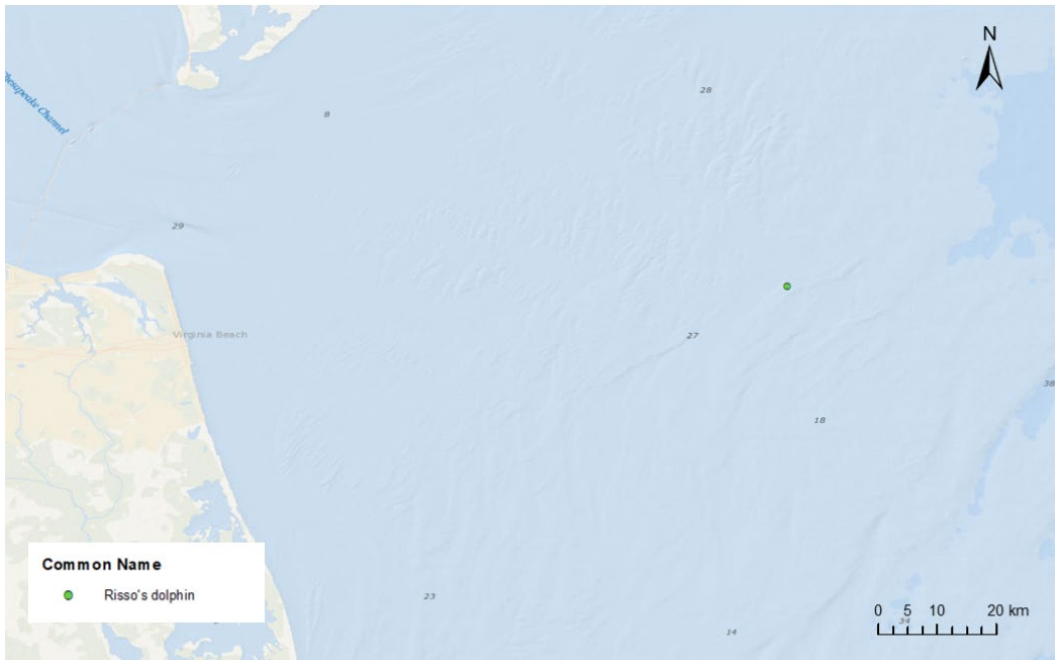 N
28
8
Chesapeake Channel
29
Virginia Beach
27
38
18
Common Name
Risso's dolphin
23
0 5 10 20 km
34
14